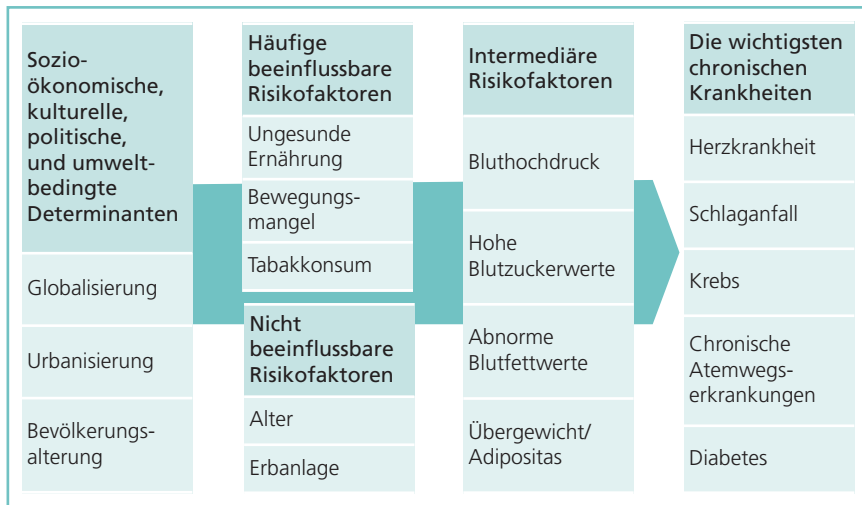 Sozio-
ökonomische,
kulturelle,
politische,
und umwelt-
bedingte
Determinanten
Globalisierung
Urbanisierung
Bevölkerungs-
alterung
Häufige
beeinflussbare
Risikofaktoren
Ungesunde
Ernährung
Bewegungs-
mangel
Tabakkonsum
Nicht
beeinflussbare
Risikofaktoren
Alter
Erbanlage
Intermediäre
Risikofaktoren
Bluthochdruck
Hohe
Blutzuckerwerte
Abnorme
Blutfettwerte
Übergewicht/
Adipositas
Die wichtigsten
chronischen
Krankheiten
Herzkrankheit
Schlaganfall
Krebs
Chronische
Atemwegs-
erkrankungen
Diabetes